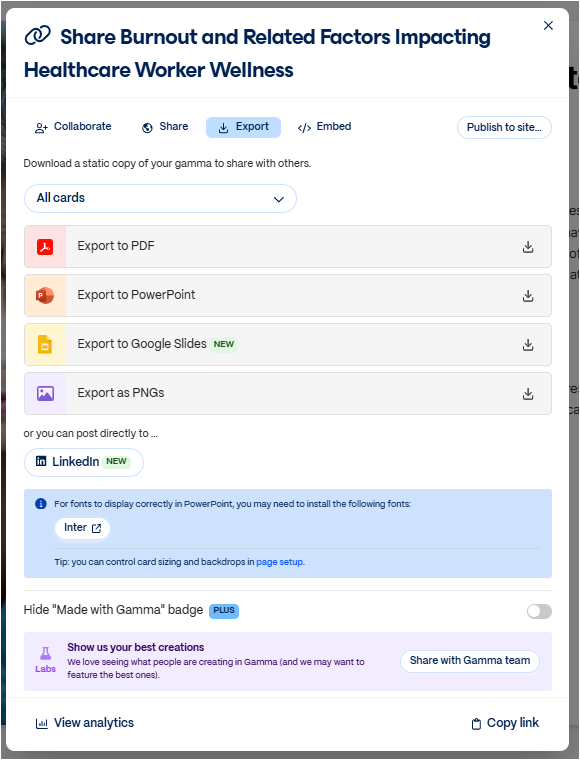 Share Burnout and Related Factors Impacting
Healthcare Worker Wellness
Collaborate
Share
Export
Embed
Publish to site...
Download a static copy of your gamma to share with others.
All cards
Export to PDF
Export to PowerPoint
Export to Google Slides NEW
Export as PNGs
or you can post directly to ...
LinkedIn NEW
For fonts to display correctly in PowerPoint, you may need to install the following fonts:
Inter
Tip: you can control card sizing and backdrops in page setup.
Hide "Made with Gamma" badge PLUS
Labs
Show us your best creations
We love seeing what people are creating in Gamma (and we may want to
feature the best ones).
Share with Gamma team
View analytics
Copy link